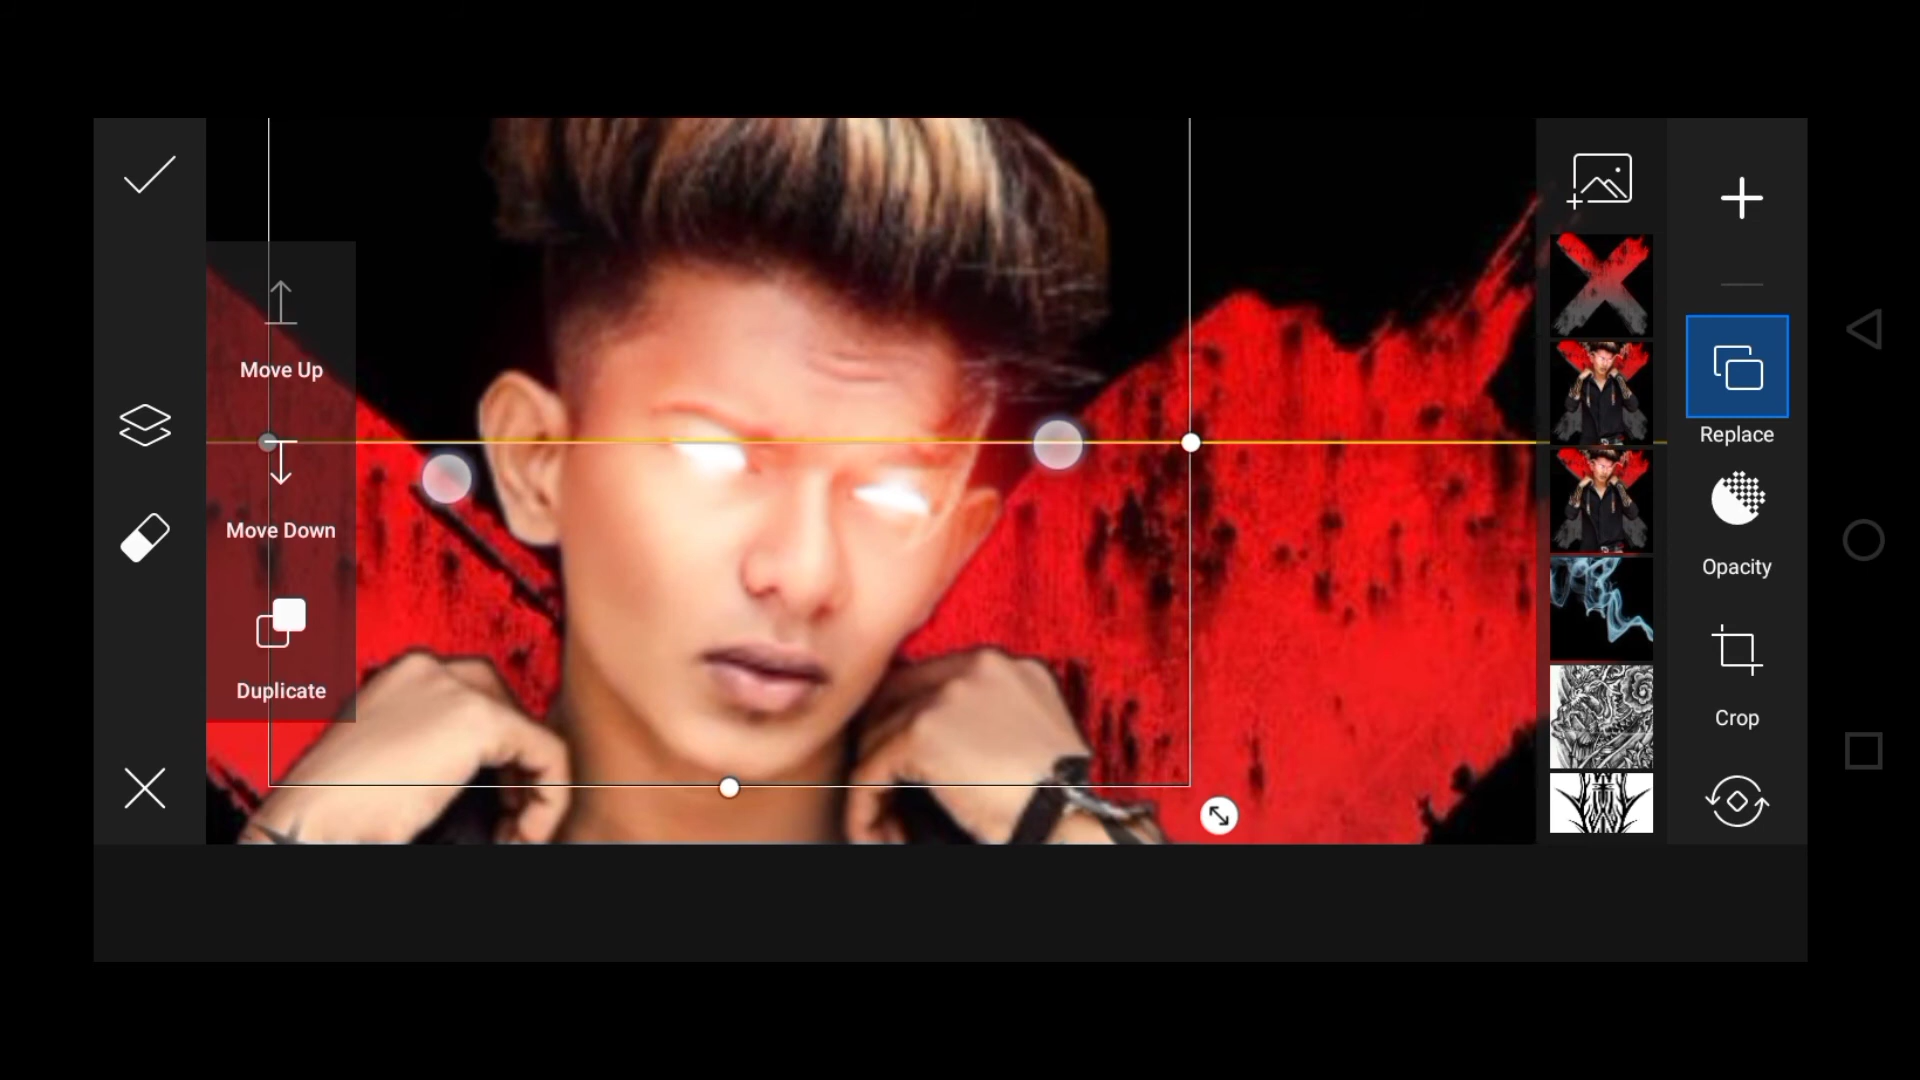 Move Up
Move Down
Duplicate
Replace
Opacity
Crop